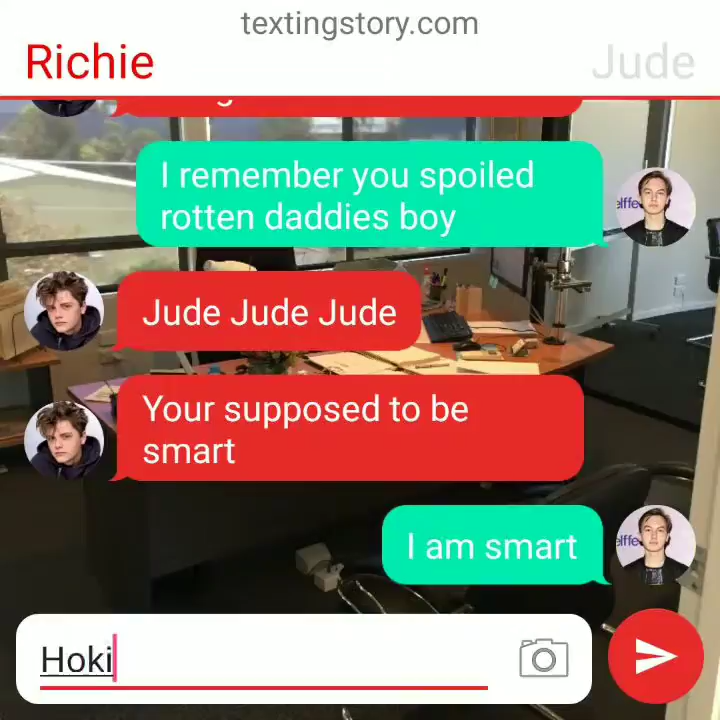 textingstory.com
Richie
Jude
I remember you spoiled
rotten daddies boy
Jude Jude Jude
Your supposed to be
smart
I am smart
Hoki